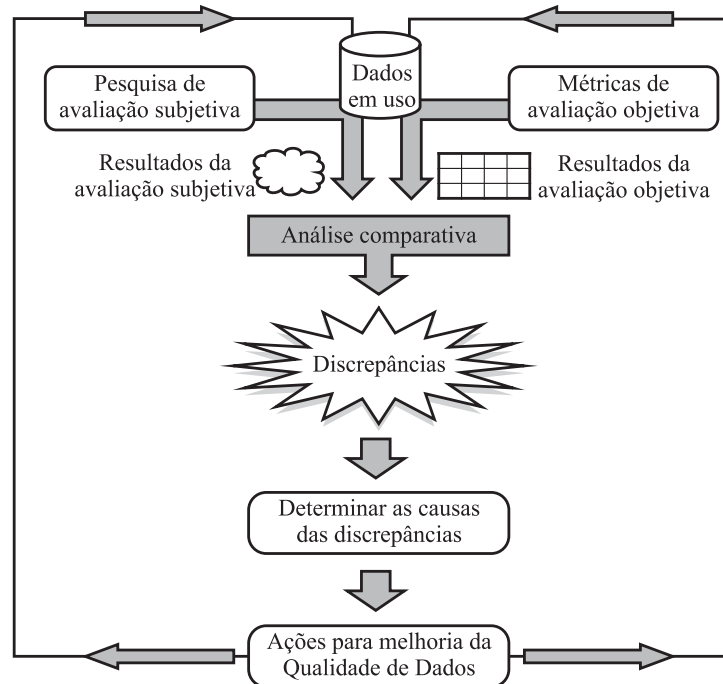 Dados
em uso
Pesquisa de
avaliação subjetiva
Métricas de
avaliação objetiva
Resultados da
avaliação subjetiva
Resultados da
avaliação objetiva
Análise comparativa
Discrepâncias
Determinar as causas
das discrepâncias
Ações para melhoria da
Qualidade de Dados